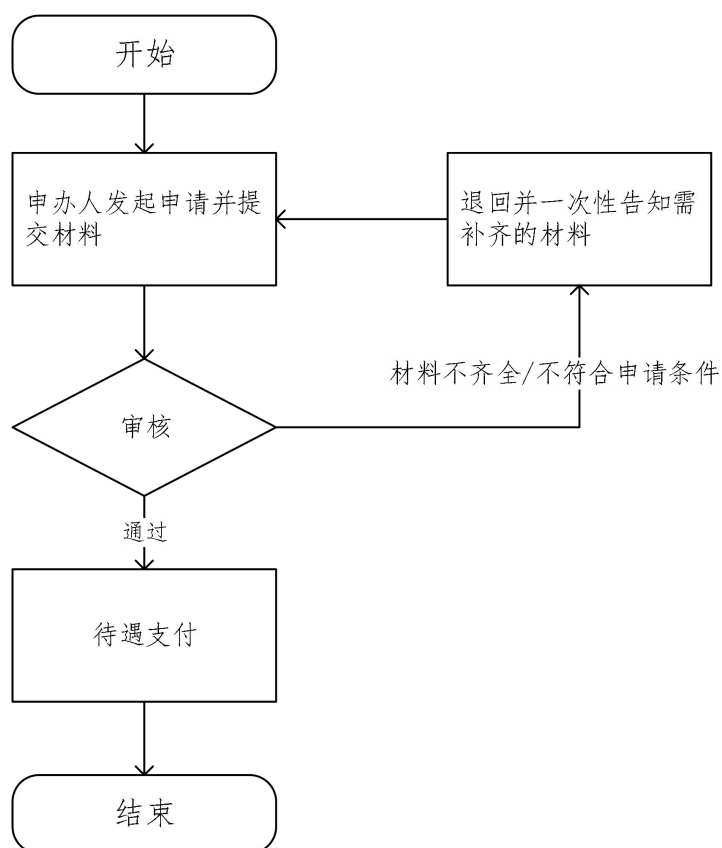 开始
申办人发起申请并提
交材料
退回并一次性告知需
补齐的材料
材料不齐全/不符合申请条件
审核
通过
待遇支付
结束